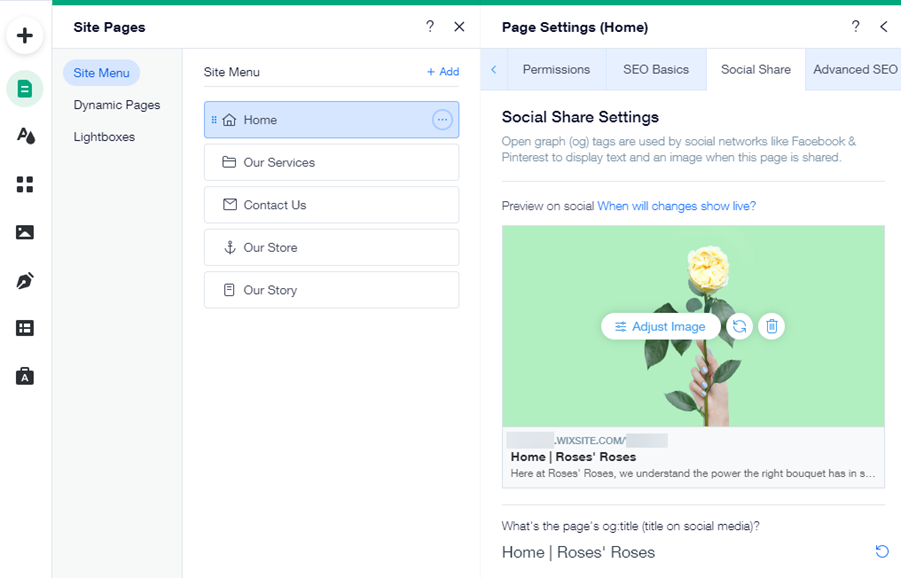 Site Pages
?
Page Settings (Home)
?
Site Menu
Dynamic Pages
Lightboxes
Site Menu
+ Add
Home
Our Services
Contact Us
Our Store
Our Story
Permissions
SEO Basics
Social Share
Advanced SEO
Social Share Settings
Open graph (og) tags are used by social networks like Facebook &
Pinterest to display text and an image when this page is shared.
Preview on social When will changes show live?
Adjust Image
.WIXSITE.COM/
Home | Roses' Roses
Here at Roses' Roses, we understand the power the right bouquet has in s...
What's the page's og:title (title on social media)?
Home | Roses' Roses
A
A